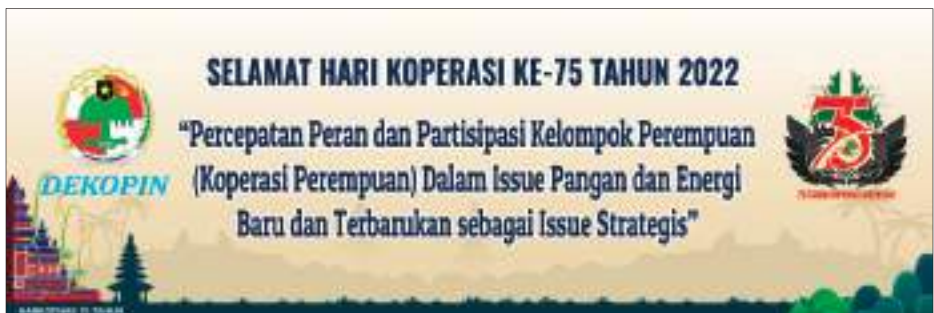 SELAMAT HARI KOPERASI KE-75 TAHUN 2022
“Percepatan Peran dan Partisipasi Kelompok Perempuan
(Koperasi Perempuan) Dalam Issue Pangan dan Energi
Baru dan Terbarukan sebagai Issue Strategis”
DEKOPIN
75